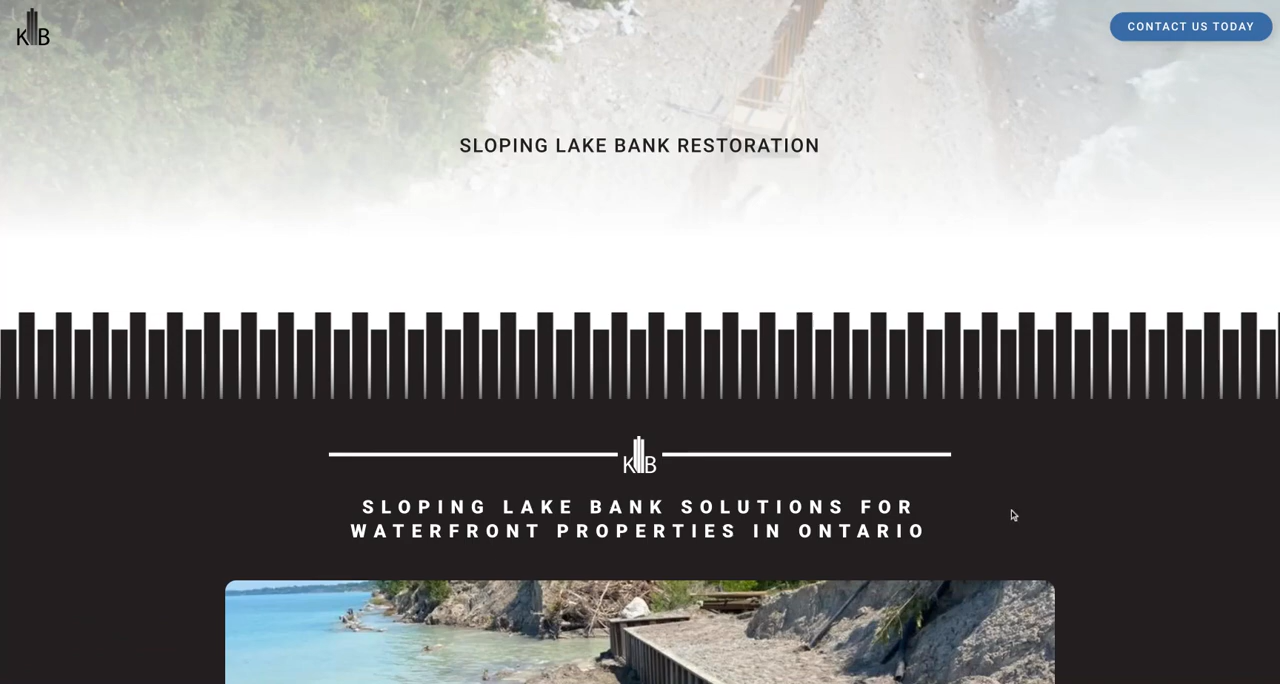 KB
CONTACT US TODAY
SLOPING LAKE BANK RESTORATION
KB
SLOPING LAKE BANK SOLUTIONS FOR
WATERFRONT PROPERTIES IN ONTARIO